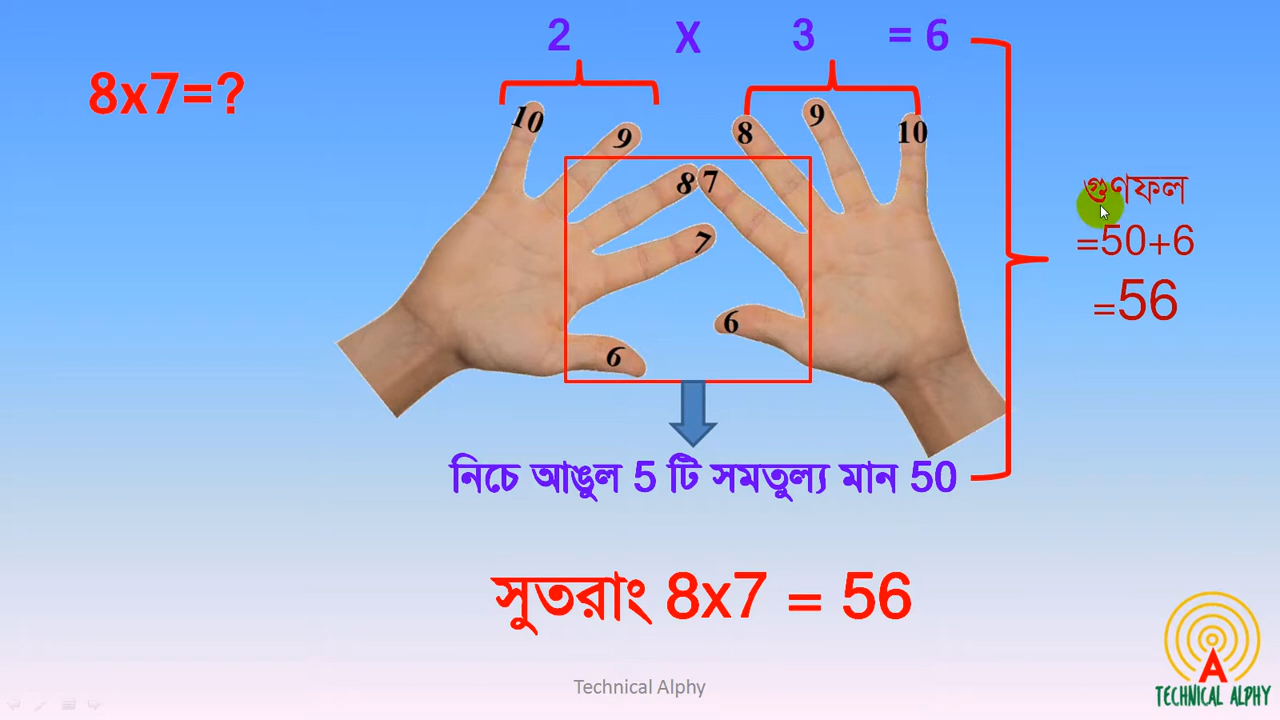 2 X 3 = 6
8x7=?
10 9 8 9 10
8 7
7
6 6
গুণফল
=50+6
=56
নিচে আঙুল 5 টি সমতুল্য মান 50
সুতরাং 8x7 = 56
Technical Alphy
A
TECHNICAL ALPHY